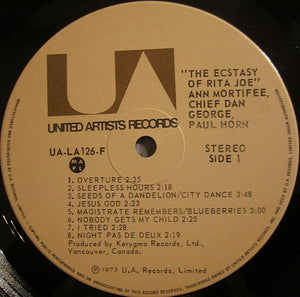 UA
"THE ECSTASY
OF RITA JOE"
ANN MORTIFEE,
CHIEF DAN
GEORGE,
PAUL HORN
UNITED ARTISTS RECORDS
UA-LA126-F
STEREO
SIDE 1
M A
P L
1. OVERTURE 2:25
2. SLEEPLESS HOURS 2:18
3. SEEDS OF A DANDELION/CITY DANCE 3:48
4. JESUS GOD 2:23
5. MAGISTRATE REMEMBERS/BLUEBERRIES 3:00
6. NOBODY GETS MY CHILD 2:20
7. I TRIED 2:28
8. NIGHT PAS DE DEUX 2:19
Produced by Kerygma Records, Ltd.,
Vancouver, Canada.
Ⓟ 1973 U.A. Records, Limited